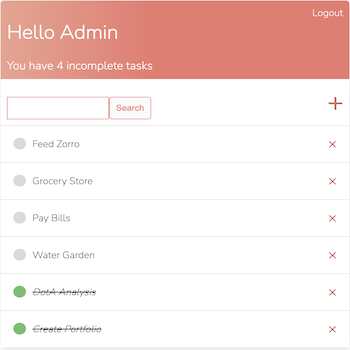 Logout
Hello Admin
You have 4 incomplete tasks
Search
Feed Zorro
Grocery Store
Pay Bills
Water Garden
DotA Analysis
Create Portfolio